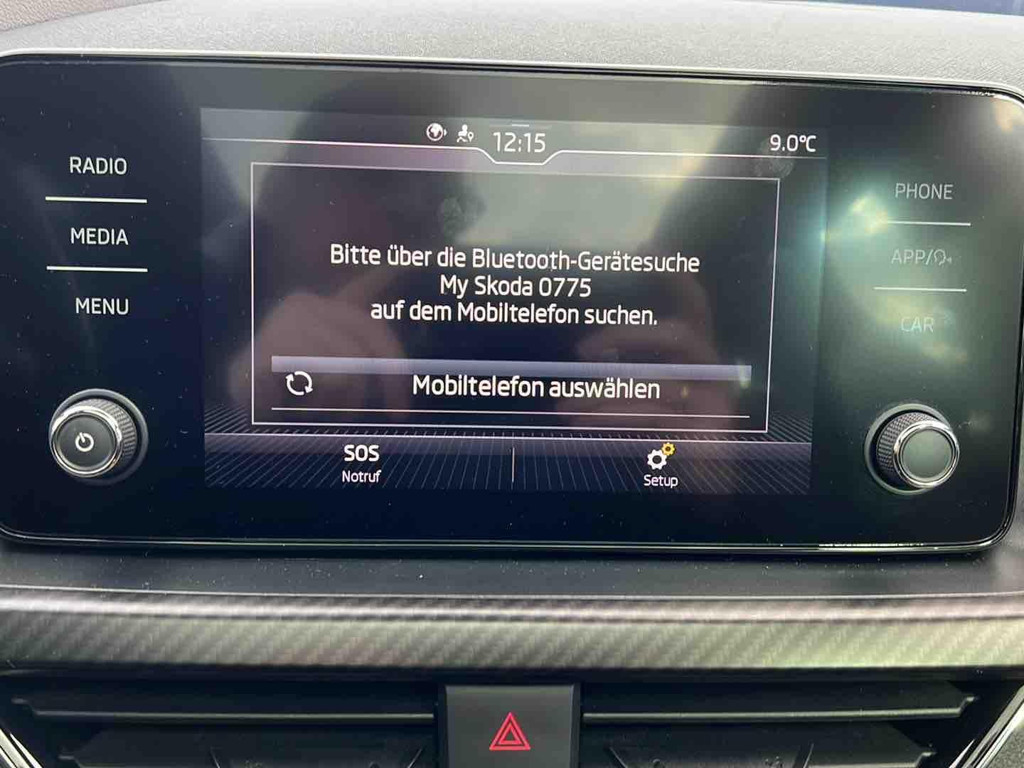 12:15
9.0°C
RADIO
MEDIA
MENU
Bitte über die Bluetooth-Gerätesuche
My Skoda 0775
auf dem Mobiltelefon suchen.
Mobiltelefon auswählen
SOS
Notruf
Setup
PHONE
APP/
CAR